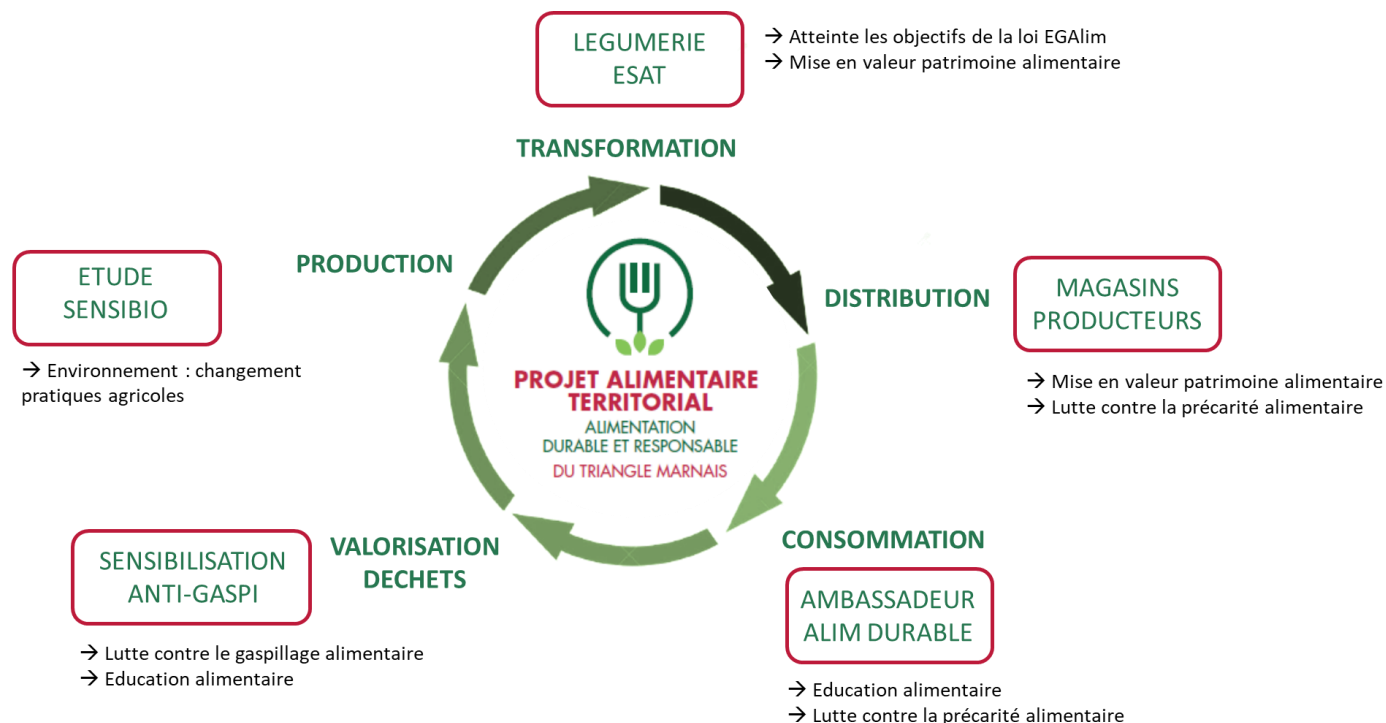 LEGUMERIE
ESAT
→ Atteinte les objectifs de la loi EGAlim
→ Mise en valeur patrimoine alimentaire
TRANSFORMATION
PRODUCTION
ETUDE
SENSIBIO
→ Environnement : changement
pratiques agricoles
DISTRIBUTION
MAGASINS
PRODUCTEURS
→ Mise en valeur patrimoine alimentaire
→ Lutte contre la précarité alimentaire
PROJET ALIMENTAIRE
TERRITORIAL
ALIMENTATION
DURABLE ET RESPONSABLE
DU TRIANGLE MARNAIS
CONSOMMATION
AMBASSADEUR
ALIM DURABLE
→ Education alimentaire
→ Lutte contre la précarité alimentaire
VALORISATION
DECHETS
SENSIBILISATION
ANTI-GASPI
→ Lutte contre le gaspillage alimentaire
→ Education alimentaire